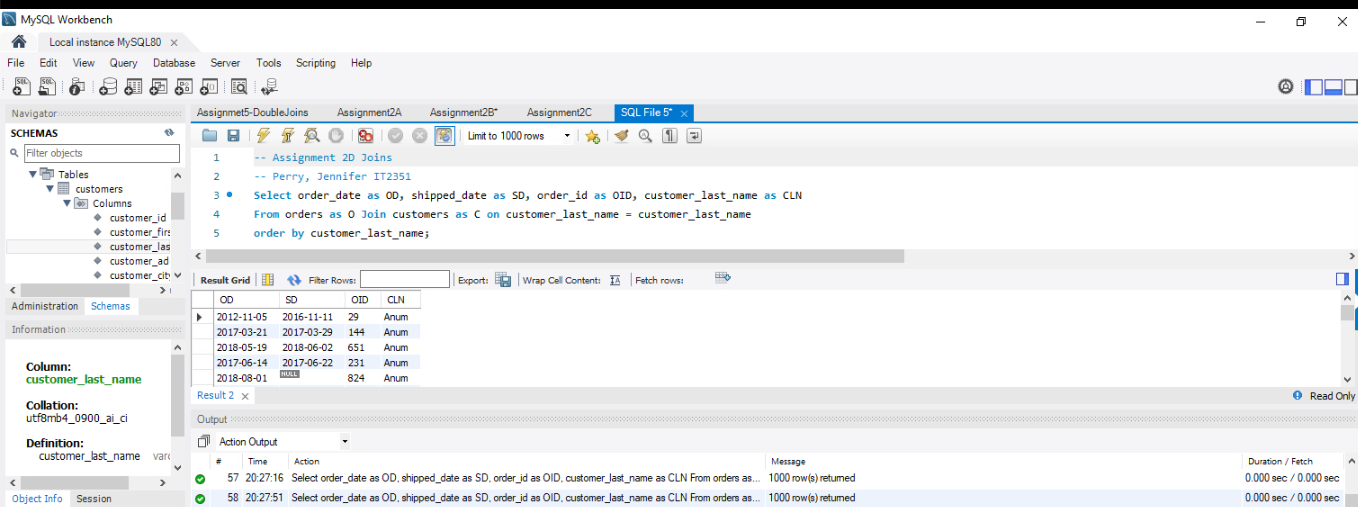 MySQL Workbench
Local instance MySQL80
File Edit View Query Database Server Tools Scripting Help
Navigator
SCHEMAS
Filter objects
Tables
customers
Columns
customer_id
customer_firs
customer_las
customer_ad
customer_city
Administration Schemas
Information
Column:
customer_last_name
Collation:
utf8mb4_0900_ai_ci
Definition:
customer_last_name varc
Object Info Session
Assignmet5-DoubleJoins Assignment2A Assignment2B* Assignment2C SQL File 5*
Limit to 1000 rows
1 -- Assignment 2D Joins
2 -- Perry, Jennifer IT2351
3 Select order_date as OD, shipped_date as SD, order_id as OID, customer_last_name as CLN
4 From orders as O Join customers as C on customer_last_name = customer_last_name
5 order by customer_last_name;
Result Grid Filter Rows: Export: Wrap Cell Content: Fetch rows:
OD SD OID CLN
2012-11-05 2016-11-11 29 Anum
2017-03-21 2017-03-29 144 Anum
2018-05-19 2018-06-02 651 Anum
2017-06-14 2017-06-22 231 Anum
2018-08-01 NULL 824 Anum
Result 2
Read Only
Output
Action Output
# Time Action Message Duration / Fetch
57 20:27:16 Select order_date as OD, shipped_date as SD, order_id as OID, customer_last_name as CLN From orders as... 1000 row(s) returned 0.000 sec / 0.000 sec
58 20:27:51 Select order_date as OD, shipped_date as SD, order_id as OID, customer_last_name as CLN From orders as... 1000 row(s) returned 0.000 sec / 0.000 sec